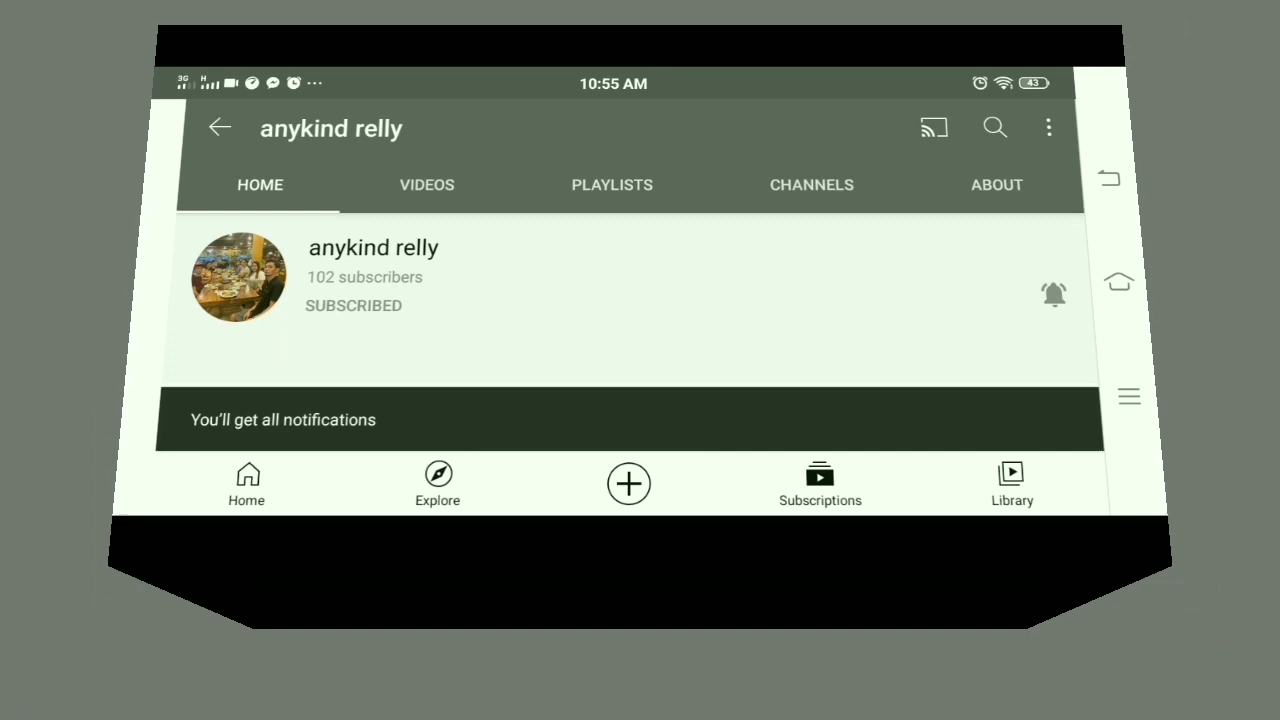 3G H 10:55 AM 43
anykind relly
HOME VIDEOS PLAYLISTS CHANNELS ABOUT
anykind relly
102 subscribers
SUBSCRIBED
You'll get all notifications
Home Explore Subscriptions Library